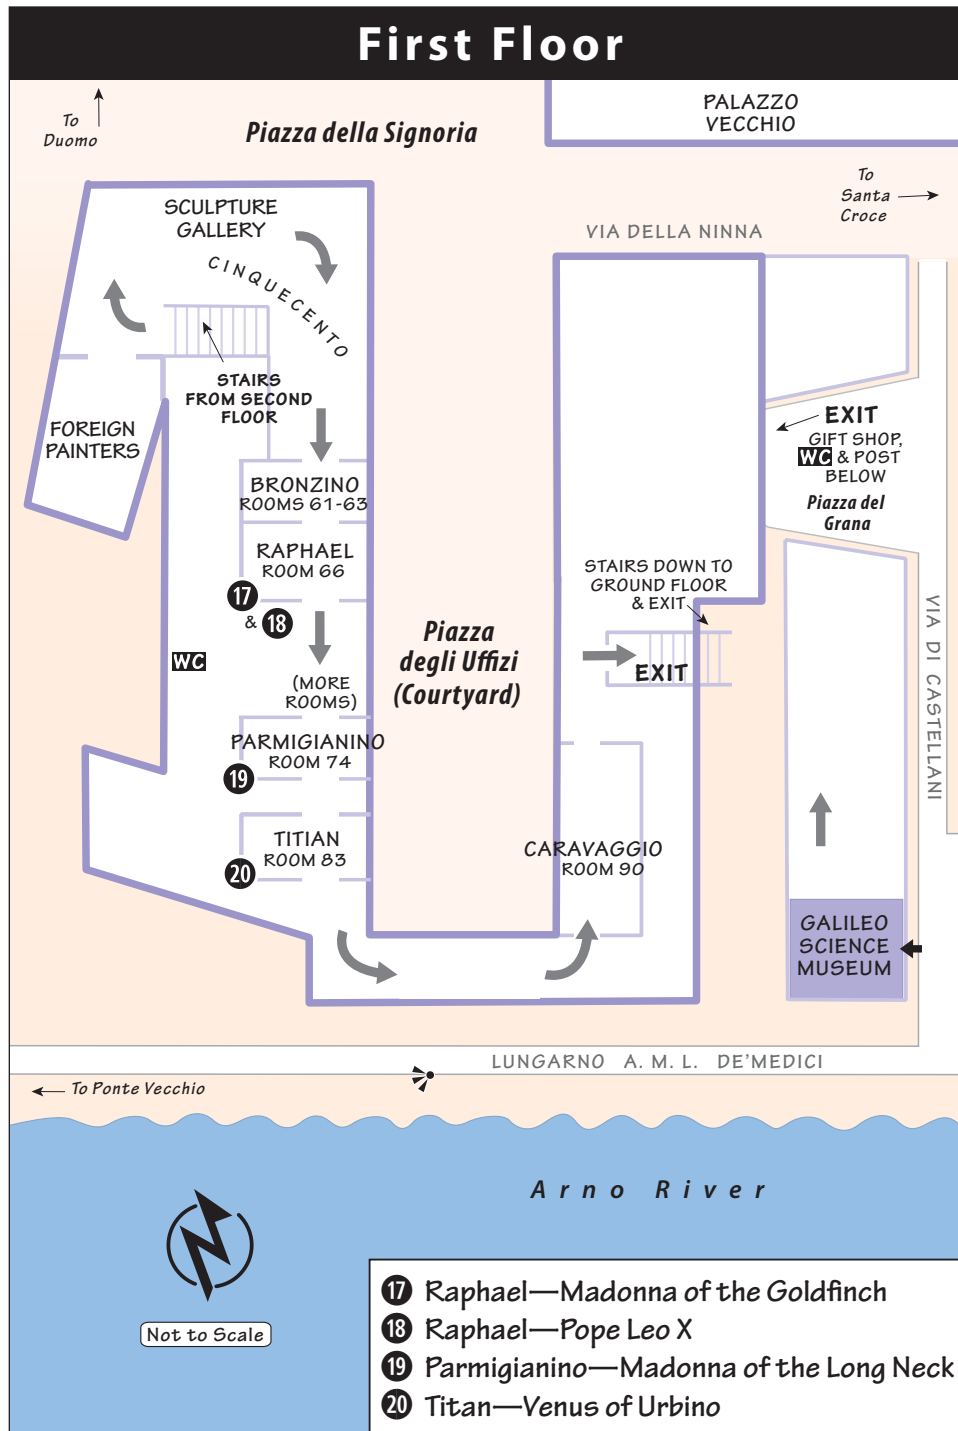 First Floor
To
Duomo
Piazza della Signoria
PALAZZO
VECCHIO
To
Santa
Croce
SCULPTURE
GALLERY
VIA DELLA NINNA
CINQUECENTO
STAIRS
FROM SECOND
FLOOR
FOREIGN
PAINTERS
EXIT
GIFT SHOP,
WC & POST
BELOW
Piazza del
Grana
BRONZINO
ROOMS 61-63
RAPHAEL
ROOM 66
17
& 18
STAIRS DOWN TO
GROUND FLOOR
& EXIT
VIA DI CASTELLANI
Piazza
degli Uffizi
(Courtyard)
WC
EXIT
(MORE
ROOMS)
PARMIGIANINO
ROOM 74
19
TITIAN
ROOM 83
20
CARAVAGGIO
ROOM 90
GALILEO
SCIENCE
MUSEUM
LUNGARNO A. M. L. DE'MEDICI
To Ponte Vecchio
Arno River
N
Not to Scale
17 Raphael—Madonna of the Goldfinch
18 Raphael—Pope Leo X
19 Parmigianino—Madonna of the Long Neck
20 Titan—Venus of Urbino